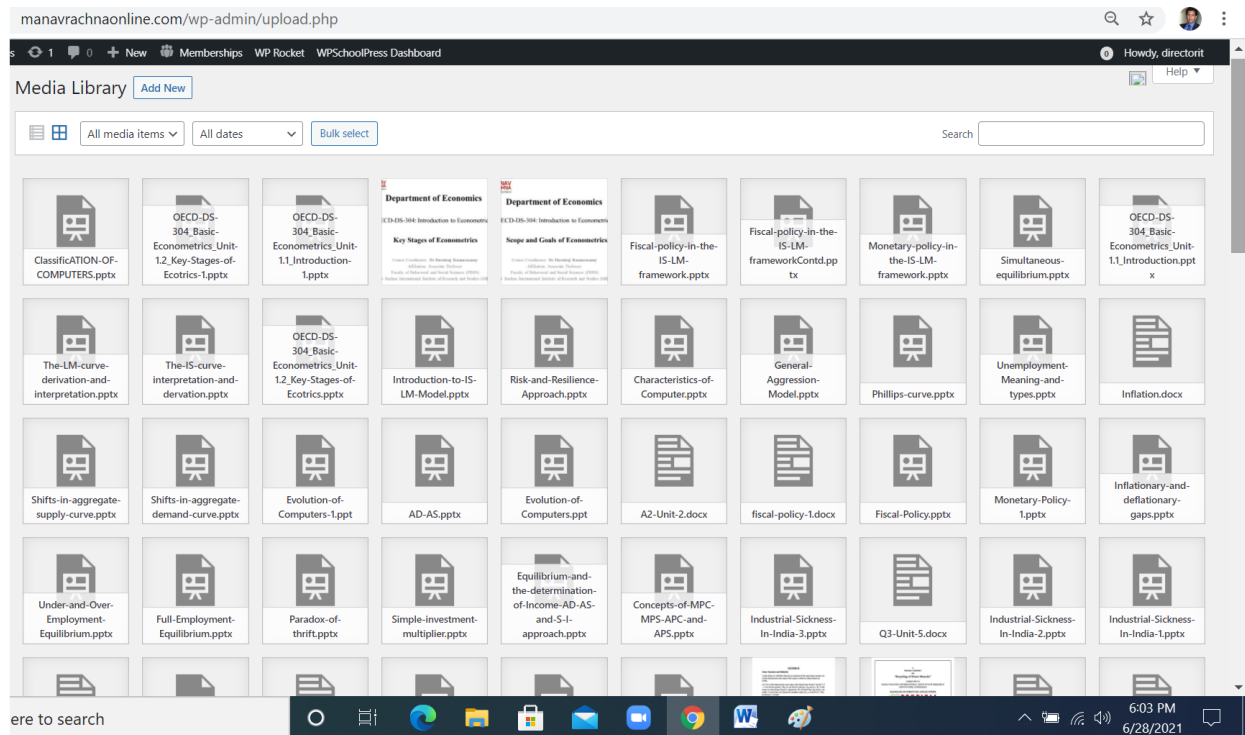 manavrachnaonline.com/wp-admin/upload.php
s 1 0 + New Memberships WP Rocket WPSchoolPress Dashboard 0 Howdy, directorit
Media Library Add New Help
All media items All dates Bulk select Search
ClassificATION-OF-
COMPUTERS.pptx
OECD-DS-
304_Basic-
Econometrics_Unit-
1.2_Key-Stages-of-
Ecotrics-1.pptx
OECD-DS-
304_Basic-
Econometrics_Unit-
1.1_Introduction-
1.pptx
Department of Economics
ECD-DS-304: Introduction to Econometric
Key Stages of Econometrics
Department of Economics
ECD-DS-304: Introduction to Econometric
Scope and Goals of Econometrics
Fiscal-policy-in-the-
IS-LM-
framework.pptx
Fiscal-policy-in-the-
IS-LM-
frameworkContd.pp
tx
Monetary-policy-in-
the-IS-LM-
framework.pptx
Simultaneous-
equilibrium.pptx
OECD-DS-
304_Basic-
Econometrics_Unit-
1.1_Introduction.ppt
x
The-LM-curve-
derivation-and-
interpretation.pptx
The-IS-curve-
interpretation-and-
dervation.pptx
OECD-DS-
304_Basic-
Econometrics_Unit-
1.2_Key-Stages-of-
Ecotrics.pptx
Introduction-to-IS-
LM-Model.pptx
Risk-and-Resilience-
Approach.pptx
Characteristics-of-
Computer.pptx
General-
Aggression-
Model.pptx
Phillips-curve.pptx
Unemployment-
Meaning-and-
types.pptx
Inflation.docx
Shifts-in-aggregate-
supply-curve.pptx
Shifts-in-aggregate-
demand-curve.pptx
Evolution-of-
Computers-1.ppt
AD-AS.pptx
Evolution-of-
Computers.ppt
A2-Unit-2.docx
fiscal-policy-1.docx
Fiscal-Policy.pptx
Monetary-Policy-
1.pptx
Inflationary-and-
deflationary-
gaps.pptx
Under-and-Over-
Employment-
Equilibrium.pptx
Full-Employment-
Equilibrium.pptx
Paradox-of-
thrift.pptx
Simple-investment-
multiplier.pptx
Equilibrium-and-
the-determination-
of-Income-AD-AS-
and-S-I-
approach.pptx
Concepts-of-MPC-
MPS-APC-and-
APS.pptx
Industrial-Sickness-
In-India-3.pptx
Q3-Unit-5.docx
Industrial-Sickness-
In-India-2.pptx
Industrial-Sickness-
In-India-1.pptx
ere to search
6:03 PM
6/28/2021